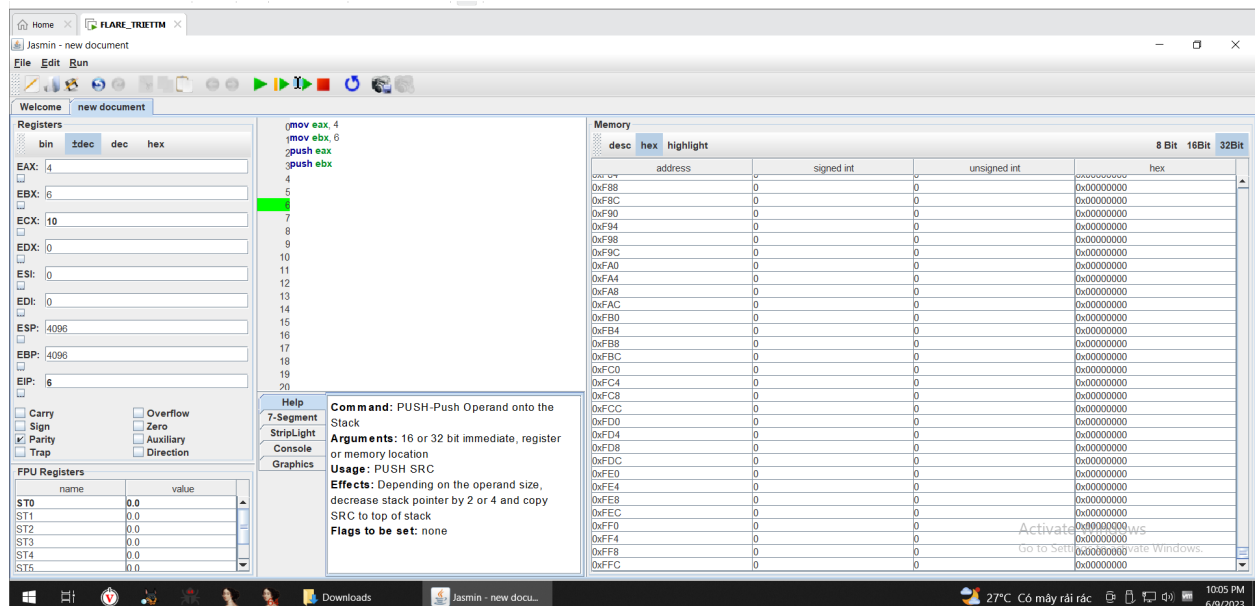 Home
FLARE_TRIETTM
Jasmin - new document
File Edit Run
Welcome
new document
Registers
bin ±dec dec hex
EAX: 4
EBX: 6
ECX: 10
EDX: 0
ESI: 0
EDI: 0
ESP: 4096
EBP: 4096
EIP: 6
Carry Overflow
Sign Zero
Parity Auxiliary
Trap Direction
FPU Registers
name value
ST0 0.0
ST1 0.0
ST2 0.0
ST3 0.0
ST4 0.0
ST5 0.0
0 mov eax, 4
1 mov ebx, 6
2 push eax
3 push ebx
4
5
6
7
8
9
10
11
12
13
14
15
16
17
18
19
20
Help
7-Segment
StripLight
Console
Graphics
Command: PUSH-Push Operand onto the
Stack
Arguments: 16 or 32 bit immediate, register
or memory location
Usage: PUSH SRC
Effects: Depending on the operand size,
decrease stack pointer by 2 or 4 and copy
SRC to top of stack
Flags to be set: none
Memory
desc hex highlight 8 Bit 16Bit 32Bit
address signed int unsigned int hex
0xF84 0 0 0x00000000
0xF88 0 0 0x00000000
0xF8C 0 0 0x00000000
0xF90 0 0 0x00000000
0xF94 0 0 0x00000000
0xF98 0 0 0x00000000
0xF9C 0 0 0x00000000
0xFA0 0 0 0x00000000
0xFA4 0 0 0x00000000
0xFA8 0 0 0x00000000
0xFAC 0 0 0x00000000
0xFB0 0 0 0x00000000
0xFB4 0 0 0x00000000
0xFB8 0 0 0x00000000
0xFBC 0 0 0x00000000
0xFC0 0 0 0x00000000
0xFC4 0 0 0x00000000
0xFC8 0 0 0x00000000
0xFCC 0 0 0x00000000
0xFD0 0 0 0x00000000
0xFD4 0 0 0x00000000
0xFD8 0 0 0x00000000
0xFDC 0 0 0x00000000
0xFE0 0 0 0x00000000
0xFE4 0 0 0x00000000
0xFE8 0 0 0x00000000
0xFEC 0 0 0x00000000
0xFF0 0 0 0x00000000
0xFF4 0 0 0x00000000
0xFF8 0 0 0x00000000
0xFFC 0 0 0x00000000
Activate Windows
Go to Settings to activate Windows.
Downloads
Jasmin - new docu...
27°C Có mây rải rác
10:05 PM
6/9/2023